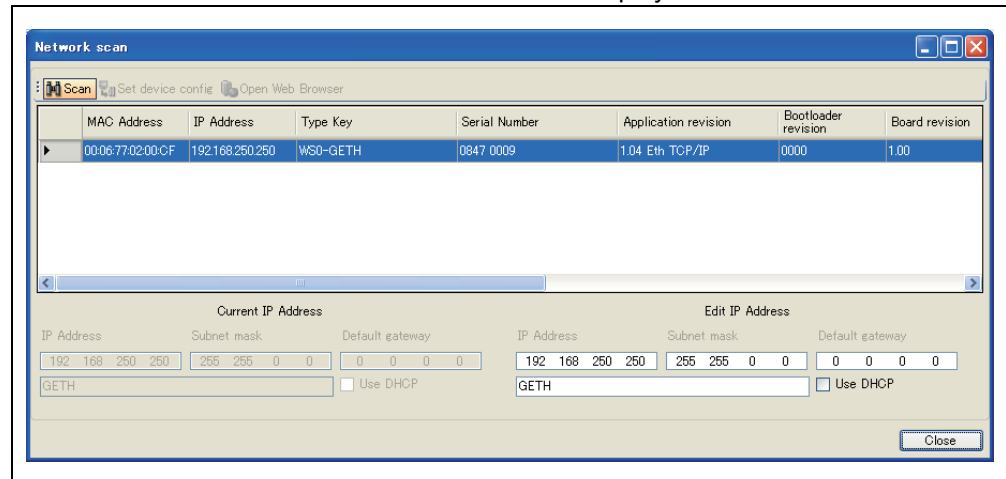 Network scan
Scan Set device config Open Web Browser
MAC Address IP Address Type Key Serial Number Application revision Bootloader revision Board revision
00:06:77:02:00:CF 192.168.250.250 WS0-GETH 0847 0009 1.04 Eth TCP/IP 0000 1.00
Current IP Address Edit IP Address
IP Address Subnet mask Default gateway IP Address Subnet mask Default gateway
192 168 250 250 255 255 0 0 0 0 0 0 192 168 250 250 255 255 0 0 0 0 0 0
GETH Use DHCP GETH Use DHCP
Close